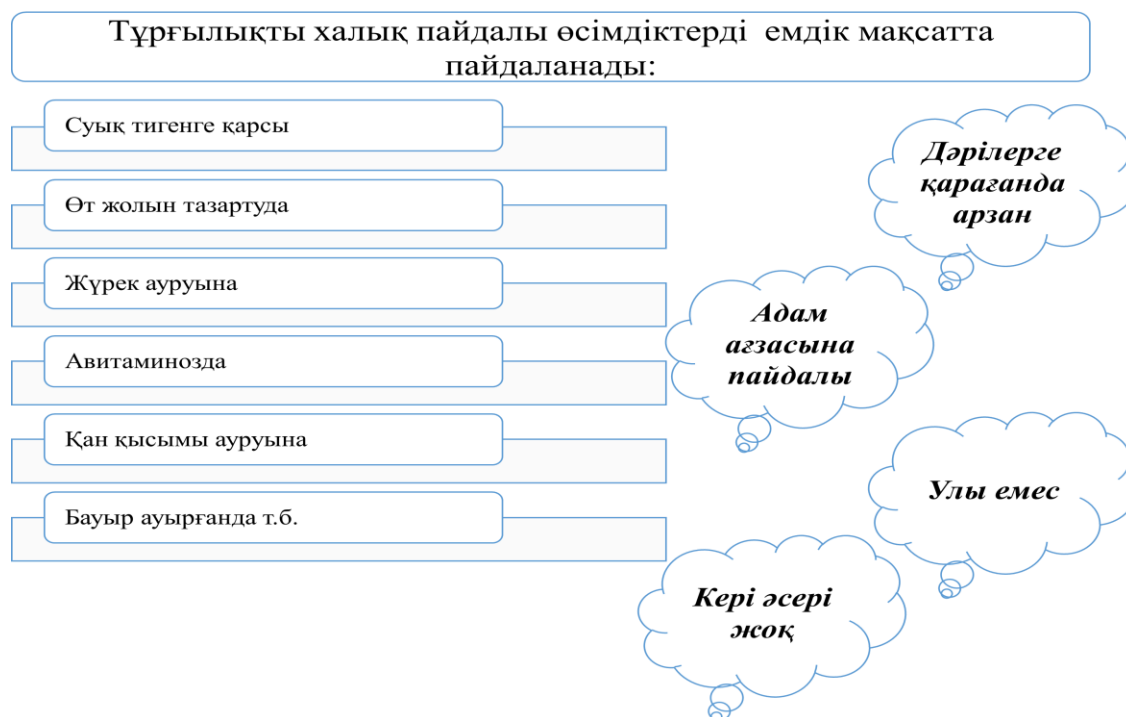 Тұрғылықты халық пайдалы өсімдіктерді емдік мақсатта
пайдаланады:
Суық тигенге қарсы
Өт жолын тазартуда
Жүрек ауруына
Авитаминозда
Қан қысымы ауруына
Бауыр ауырғанда т.б.
Дәрілерге
қарағанда
арзан
Адам
ағзасына
пайдалы
Улы емес
Кері әсері
жоқ